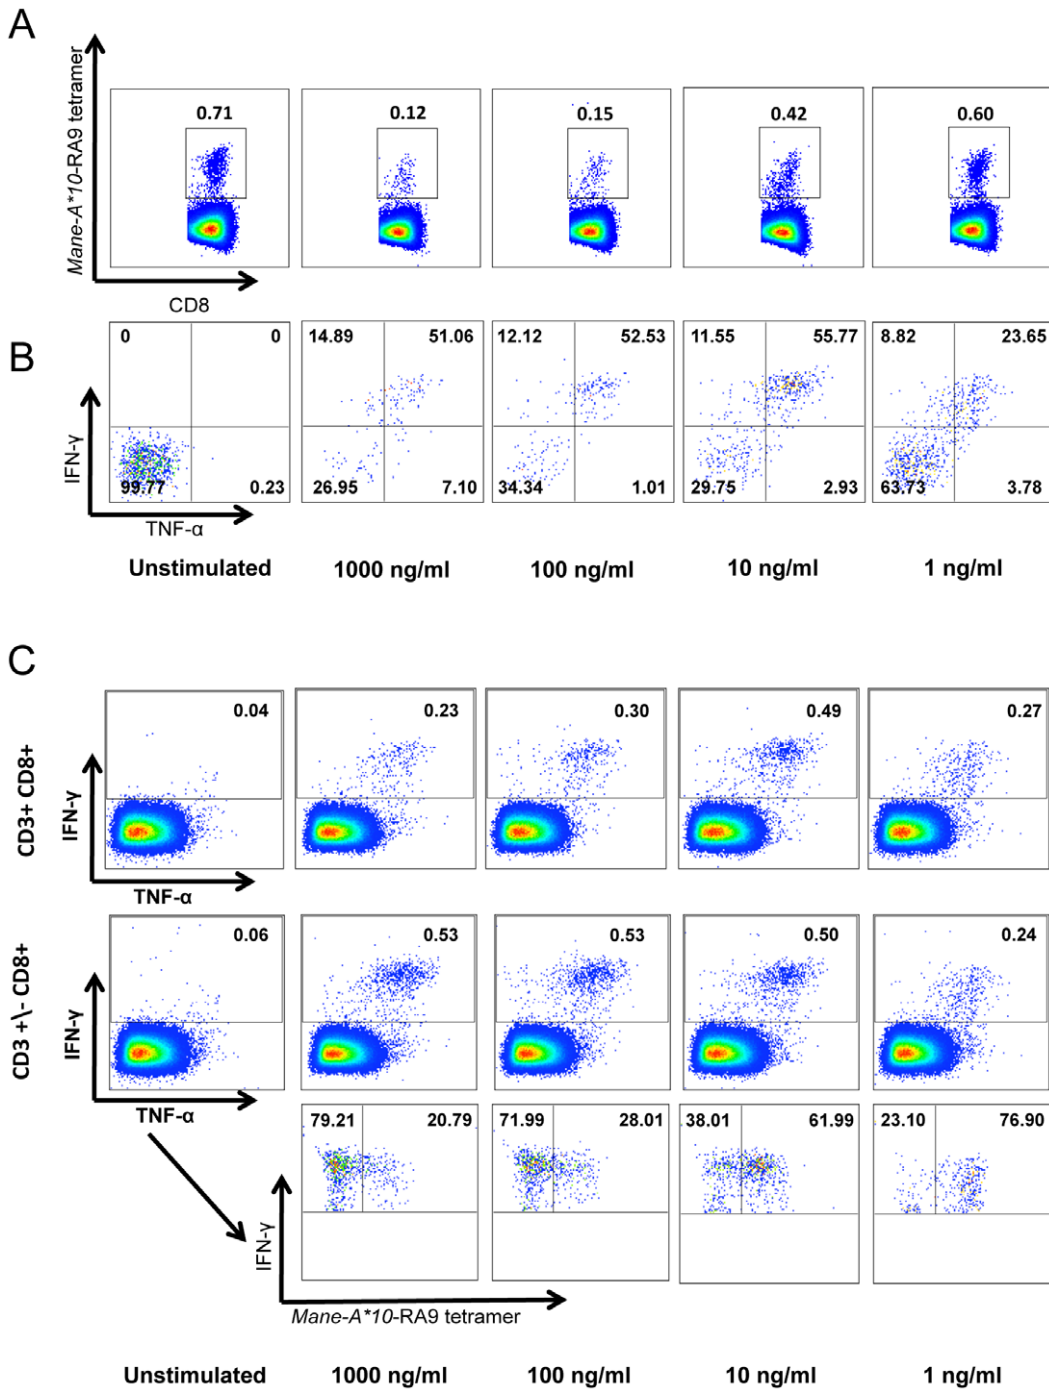 A
Mane-A*10-RA9 tetramer
0.71 0.12 0.15 0.42 0.60
CD8
B
IFN-γ
0 0 14.89 51.06 12.12 52.53 11.55 55.77 8.82 23.65
99.77 0.23 26.95 7.10 34.34 1.01 29.75 2.93 63.73 3.78
TNF-α
Unstimulated 1000 ng/ml 100 ng/ml 10 ng/ml 1 ng/ml
C
CD3+ CD8+
IFN-γ
0.04 0.23 0.30 0.49 0.27
TNF-α
CD3 +\- CD8+
IFN-γ
0.06 0.53 0.53 0.50 0.24
TNF-α
79.21 20.79 71.99 28.01 38.01 61.99 23.10 76.90
IFN-γ
Mane-A*10-RA9 tetramer
Unstimulated 1000 ng/ml 100 ng/ml 10 ng/ml 1 ng/ml